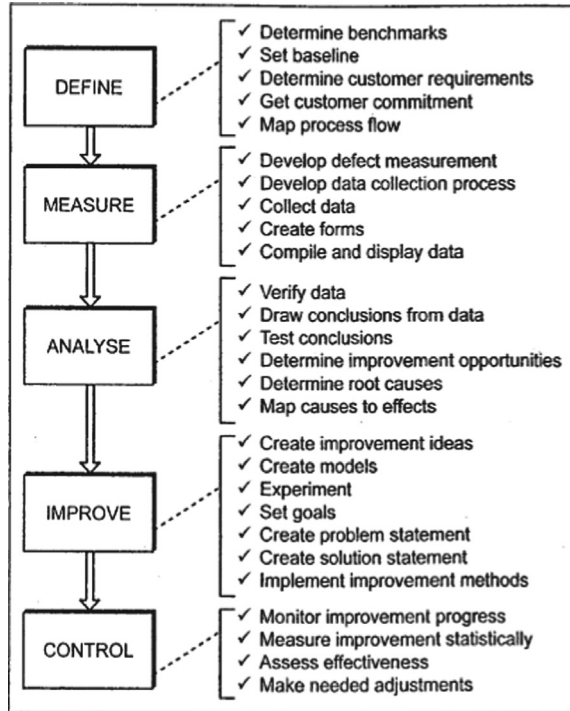 DEFINE
✓ Determine benchmarks
✓ Set baseline
✓ Determine customer requirements
✓ Get customer commitment
✓ Map process flow
MEASURE
✓ Develop defect measurement
✓ Develop data collection process
✓ Collect data
✓ Create forms
✓ Compile and display data
ANALYSE
✓ Verify data
✓ Draw conclusions from data
✓ Test conclusions
✓ Determine improvement opportunities
✓ Determine root causes
✓ Map causes to effects
IMPROVE
✓ Create improvement ideas
✓ Create models
✓ Experiment
✓ Set goals
✓ Create problem statement
✓ Create solution statement
✓ Implement improvement methods
CONTROL
✓ Monitor improvement progress
✓ Measure improvement statistically
✓ Assess effectiveness
✓ Make needed adjustments